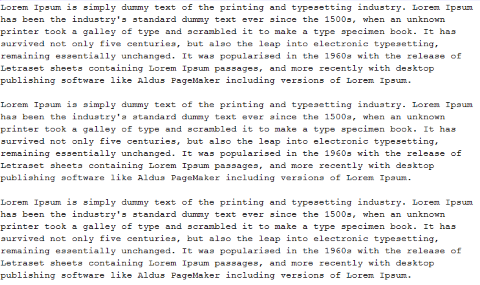 Lorem Ipsum is simply dummy text of the printing and typesetting industry. Lorem Ipsum
has been the industry's standard dummy text ever since the 1500s, when an unknown
printer took a galley of type and scrambled it to make a type specimen book. It has
survived not only five centuries, but also the leap into electronic typesetting,
remaining essentially unchanged. It was popularised in the 1960s with the release of
Letraset sheets containing Lorem Ipsum passages, and more recently with desktop
publishing software like Aldus PageMaker including versions of Lorem Ipsum.

Lorem Ipsum is simply dummy text of the printing and typesetting industry. Lorem Ipsum
has been the industry's standard dummy text ever since the 1500s, when an unknown
printer took a galley of type and scrambled it to make a type specimen book. It has
survived not only five centuries, but also the leap into electronic typesetting,
remaining essentially unchanged. It was popularised in the 1960s with the release of
Letraset sheets containing Lorem Ipsum passages, and more recently with desktop
publishing software like Aldus PageMaker including versions of Lorem Ipsum.

Lorem Ipsum is simply dummy text of the printing and typesetting industry. Lorem Ipsum
has been the industry's standard dummy text ever since the 1500s, when an unknown
printer took a galley of type and scrambled it to make a type specimen book. It has
survived not only five centuries, but also the leap into electronic typesetting,
remaining essentially unchanged. It was popularised in the 1960s with the release of
Letraset sheets containing Lorem Ipsum passages, and more recently with desktop
publishing software like Aldus PageMaker including versions of Lorem Ipsum.